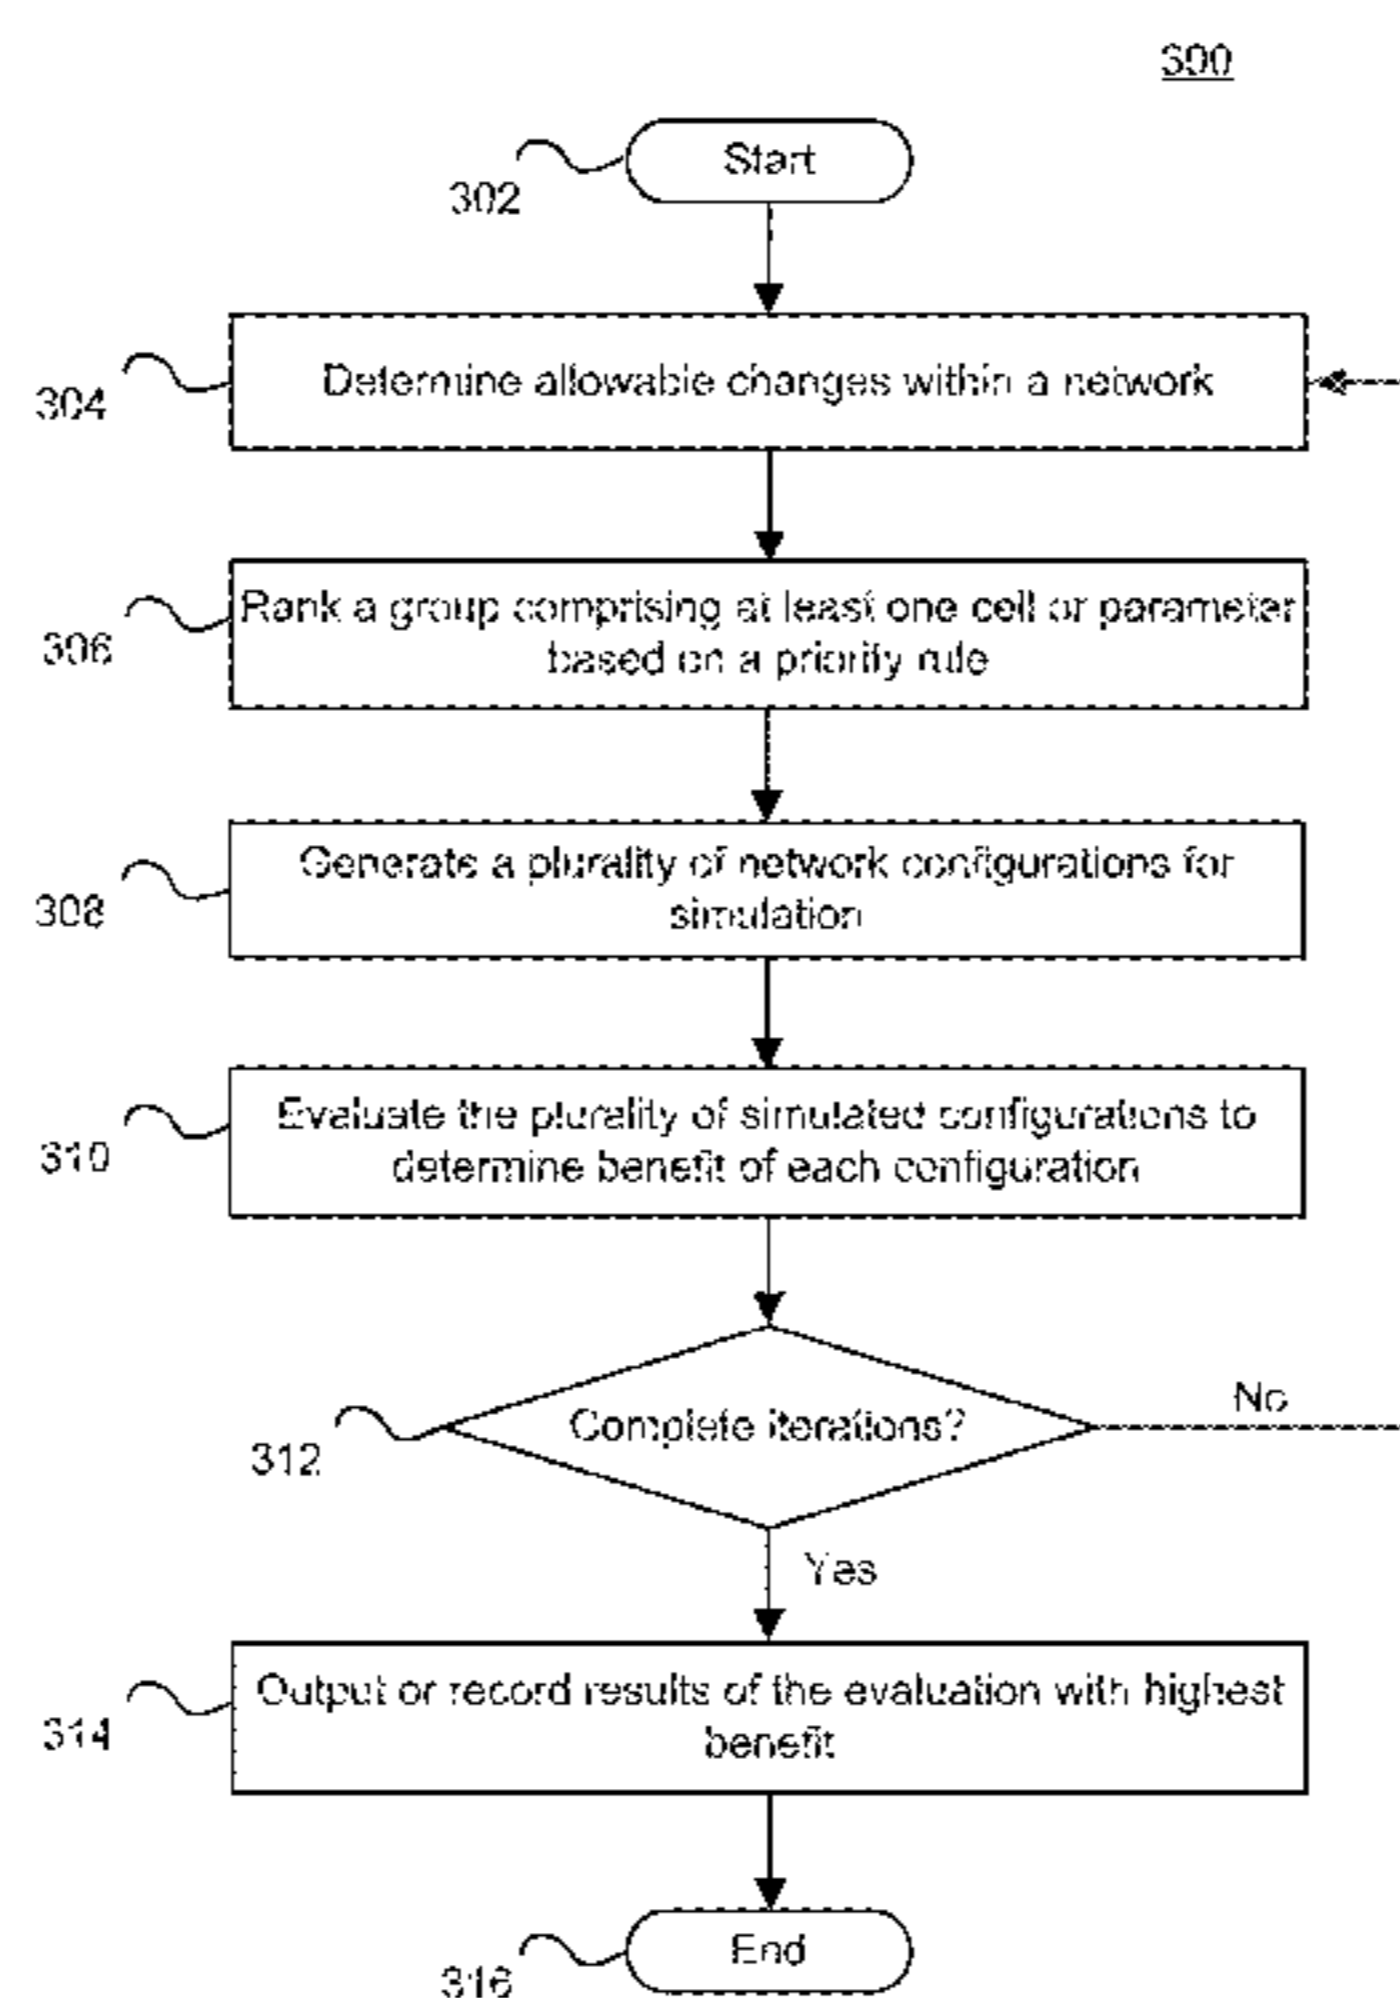 300
Start
302
Determine allowable changes within a network
304
Rank a group comprising at least one cell or parameter
based on a priority rule
306
Generate a plurality of network configurations for
simulation
308
Evaluate the plurality of simulated configurations to
determine benefit of each configuration
310
Complete iterations?
No
312
Yes
Output or record results of the evaluation with highest
benefit
314
End
316